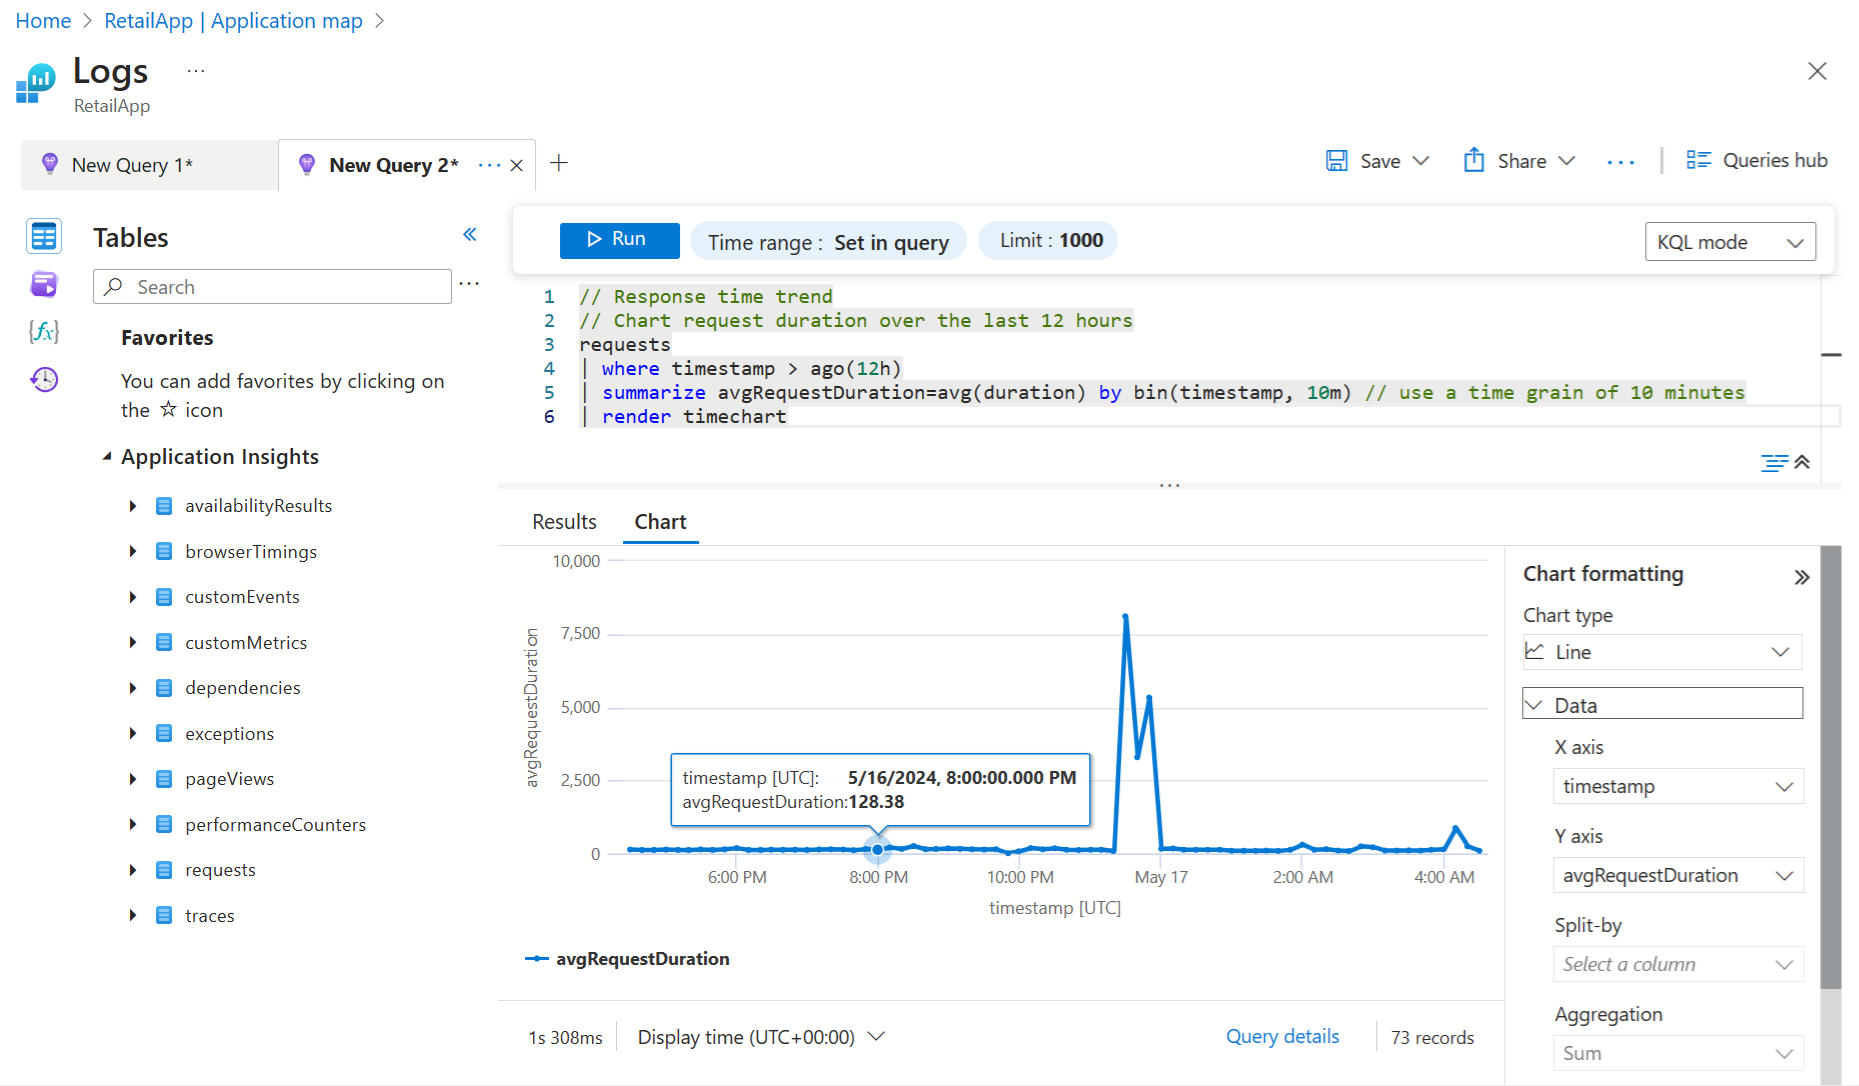 Home > RetailApp | Application map >
Logs ...
RetailApp
New Query 1*
New Query 2* ...
Save
Share
...
Queries hub
Tables
Search
...
Favorites
You can add favorites by clicking on
the ☆ icon
Application Insights
availabilityResults
browserTimings
customEvents
customMetrics
dependencies
exceptions
pageViews
performanceCounters
requests
traces
Run
Time range : Set in query
Limit : 1000
KQL mode
1 // Response time trend
2 // Chart request duration over the last 12 hours
3 requests
4 | where timestamp > ago(12h)
5 | summarize avgRequestDuration=avg(duration) by bin(timestamp, 10m) // use a time grain of 10 minutes
6 | render timechart
...
Results
Chart
10,000
7,500
5,000
2,500
0
avgRequestDuration
timestamp [UTC]: 5/16/2024, 8:00:00.000 PM
avgRequestDuration:128.38
6:00 PM
8:00 PM
10:00 PM
May 17
2:00 AM
4:00 AM
timestamp [UTC]
avgRequestDuration
1s 308ms
Display time (UTC+00:00)
Query details
73 records
Chart formatting
Chart type
Line
Data
X axis
timestamp
Y axis
avgRequestDuration
Split-by
Select a column
Aggregation
Sum